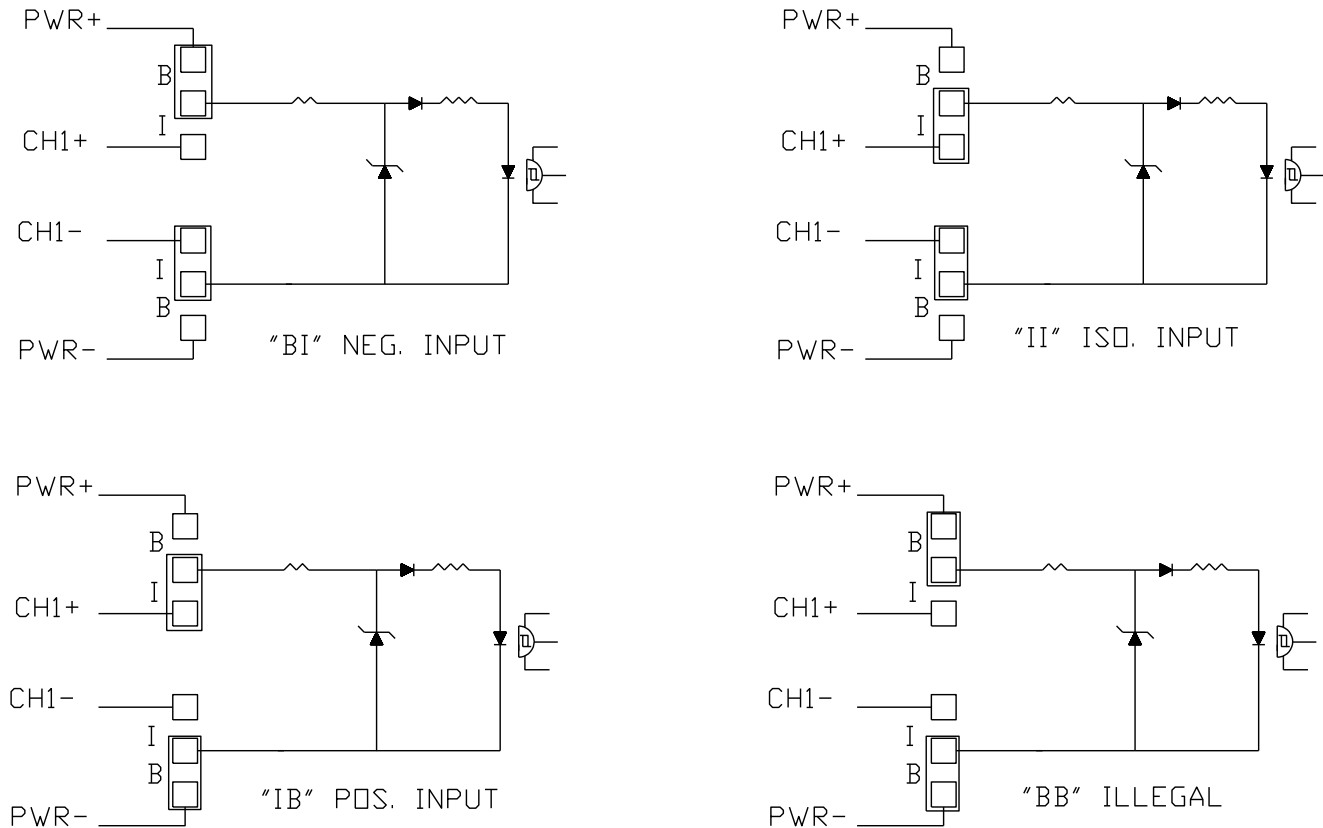 PWR+
B
I
CH1+
CH1-
I
B
PWR-
"BI" NEG. INPUT
PWR+
B
I
CH1+
CH1-
I
B
PWR-
"II" ISO. INPUT
PWR+
B
I
CH1+
CH1-
I
B
PWR-
"IB" POS. INPUT
PWR+
B
I
CH1+
CH1-
I
B
PWR-
"BB" ILLEGAL